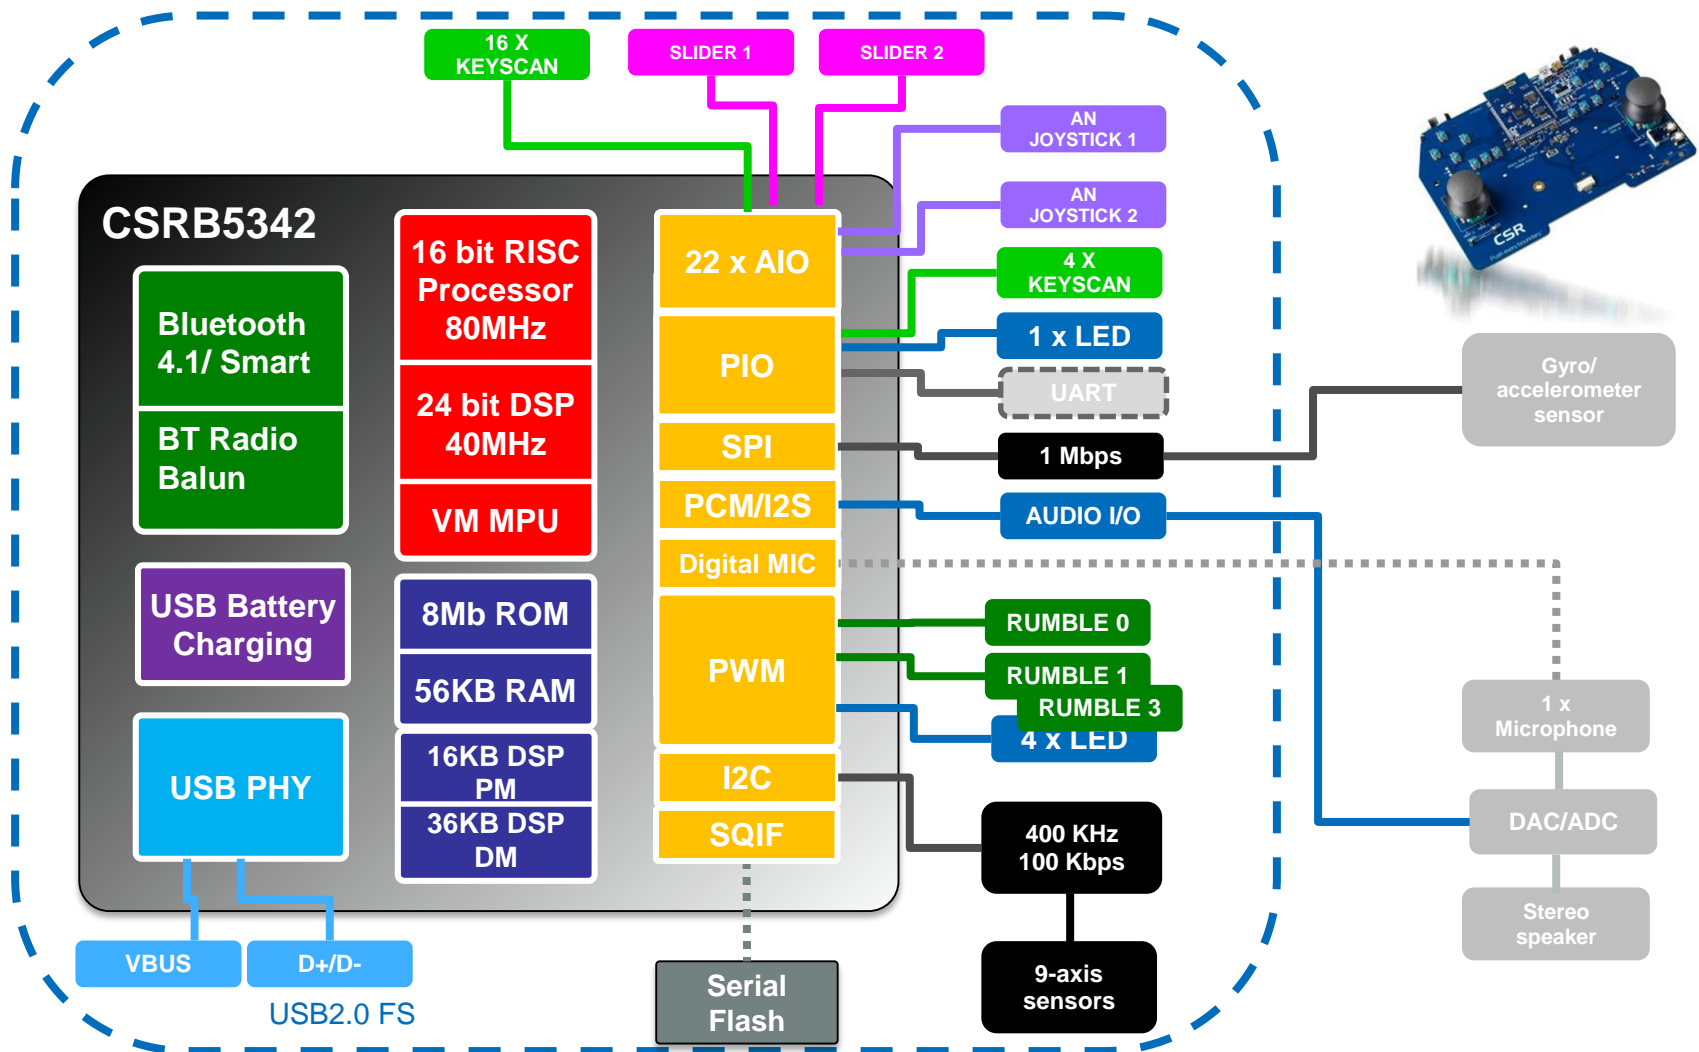 16 X
KEYSCAN
SLIDER 1
SLIDER 2
AN
JOYSTICK 1
AN
JOYSTICK 2
4 X
KEYSCAN
1 x LED
UART
1 Mbps
AUDIO I/O
RUMBLE 0
RUMBLE 1
RUMBLE 3
4 x LED
400 KHz
100 Kbps
9-axis
sensors
CSRB5342
Bluetooth
4.1/ Smart
BT Radio
Balun
USB Battery
Charging
USB PHY
VBUS
D+/D-
USB2.0 FS
16 bit RISC
Processor
80MHz
24 bit DSP
40MHz
VM MPU
8Mb ROM
56KB RAM
16KB DSP
PM
36KB DSP
DM
22 x AIO
PIO
SPI
PCM/I2S
Digital MIC
PWM
I2C
SQIF
Serial
Flash
CSR
Gyro/
accelerometer
sensor
1 x
Microphone
DAC/ADC
Stereo
speaker